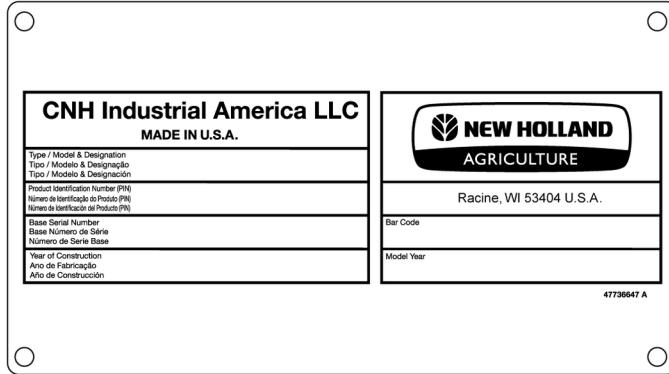 CNH Industrial America LLC
MADE IN U.S.A.
Type / Model & Designation
Tipo / Modelo & Designação
Tipo / Modelo & Designación
Product Identification Number (PIN)
Número de Identificação do Produto (PIN)
Número de Identificación del Producto (PIN)
Base Serial Number
Base Número de Série
Número de Serie Base
Year of Construction
Ano de Fabricação
Año de Construcción
NEW HOLLAND
AGRICULTURE
Racine, WI 53404 U.S.A.
Bar Code
Model Year
47736647 A